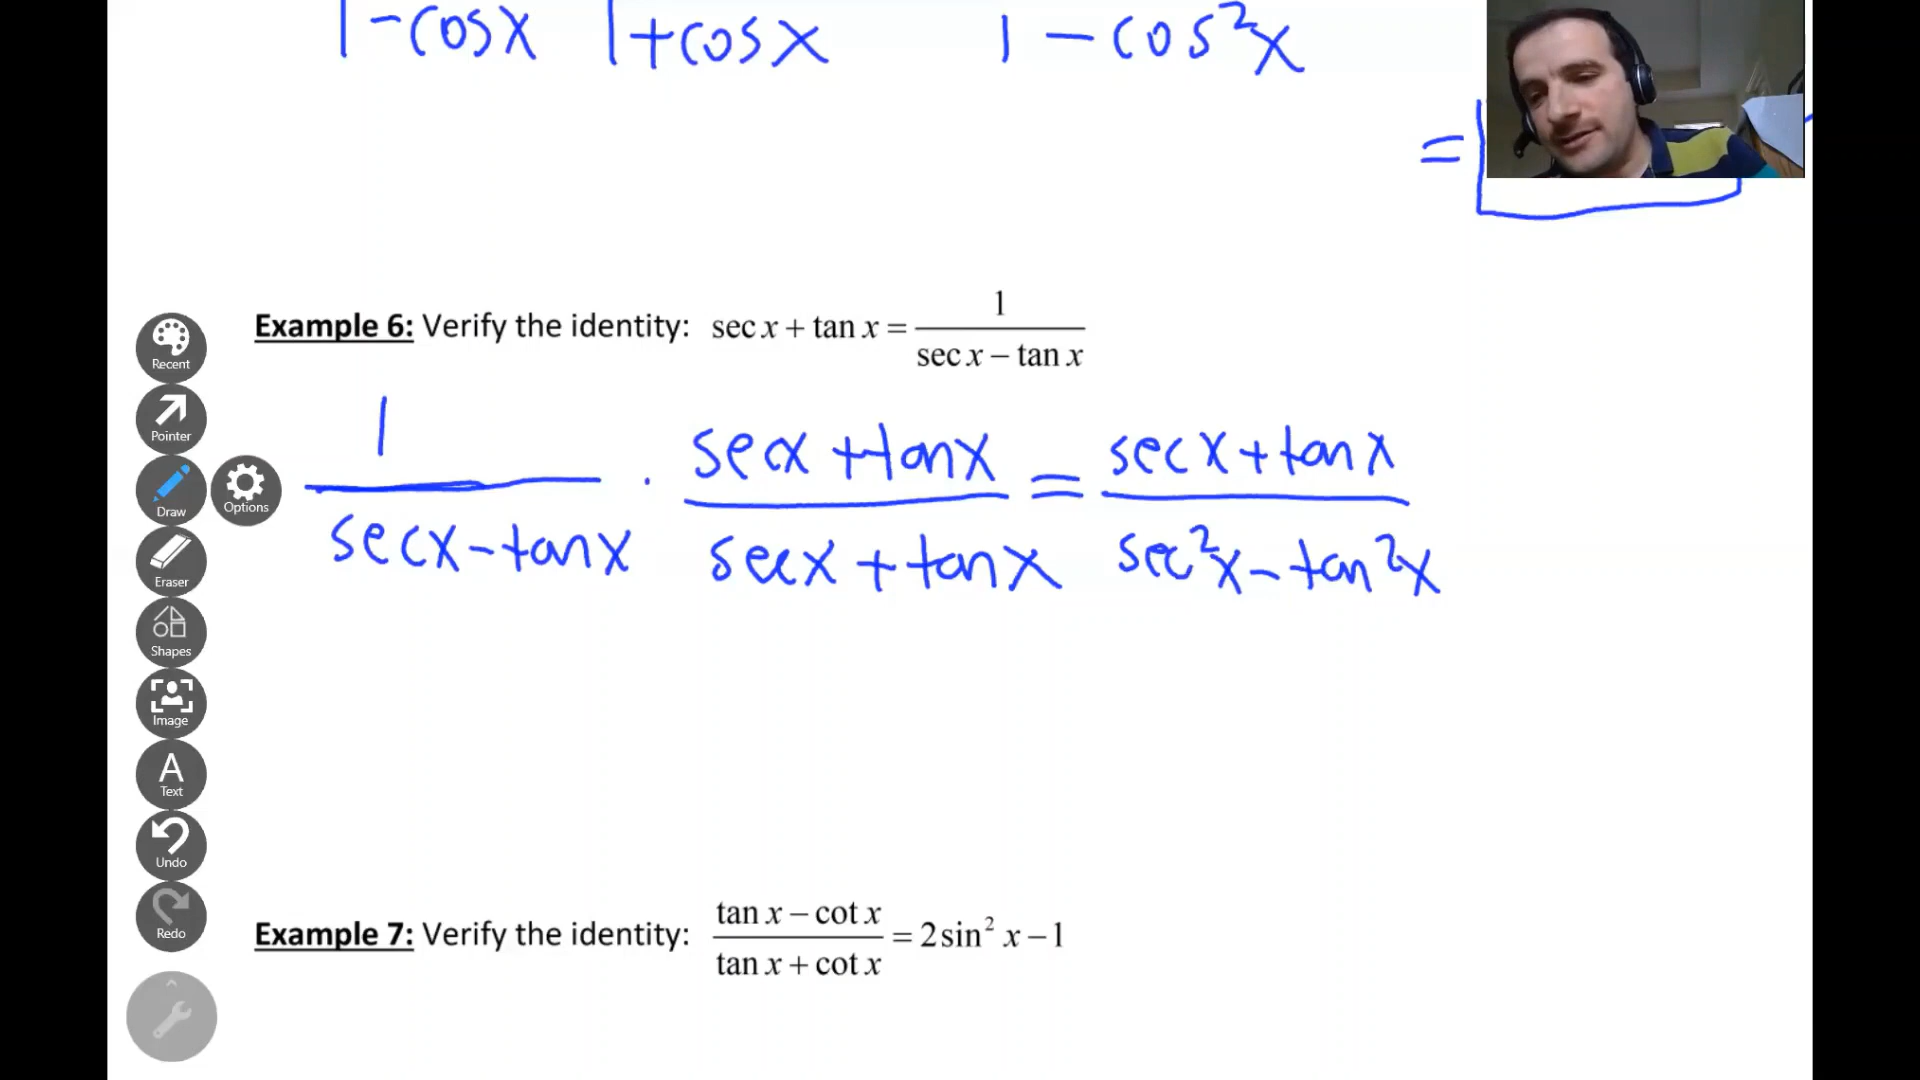 1 - cosx 1 + cosx 1 - cos²x
=
Example 6: Verify the identity: sec x + tan x = 1 / (sec x − tan x)
1 / (secx - tanx) · (secx + tanx) / (secx + tanx) = (secx + tanx) / (sec²x - tan²x)
Recent
Pointer
Draw
Options
Eraser
Shapes
Image
A
Text
Undo
Redo
Example 7: Verify the identity: (tan x − cot x) / (tan x + cot x) = 2 sin² x − 1